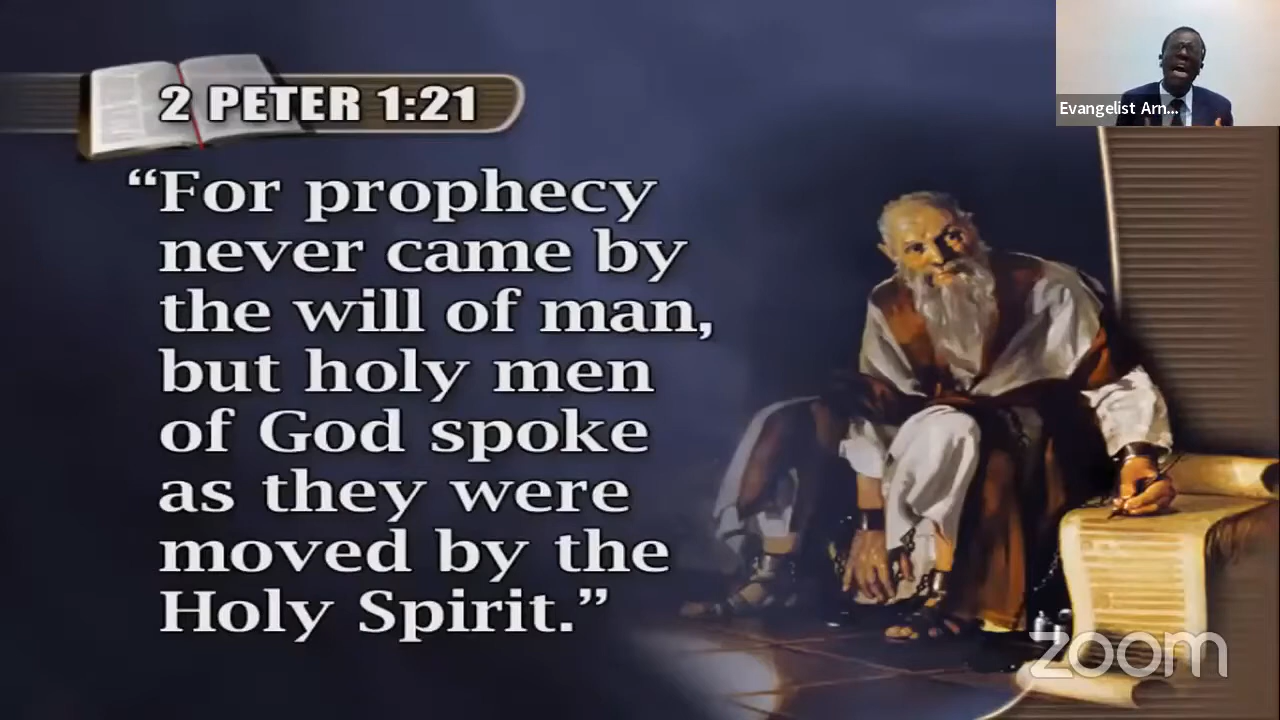 2 PETER 1:21
Evangelist Arn...
“For prophecy
never came by
the will of man,
but holy men
of God spoke
as they were
moved by the
Holy Spirit.”
zoom